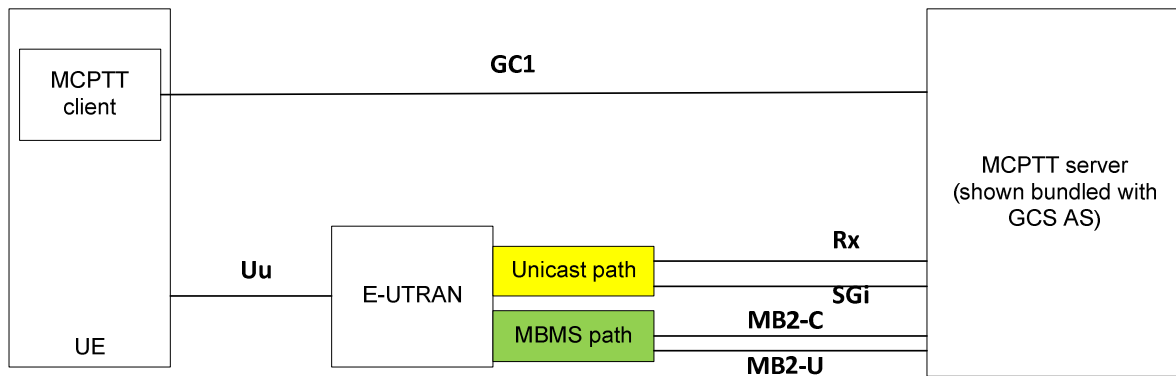 MCPTT
client
GC1
MCPTT server
(shown bundled with
GCS AS)
Uu
E-UTRAN
Unicast path
MBMS path
Rx
SGi
MB2-C
MB2-U
UE